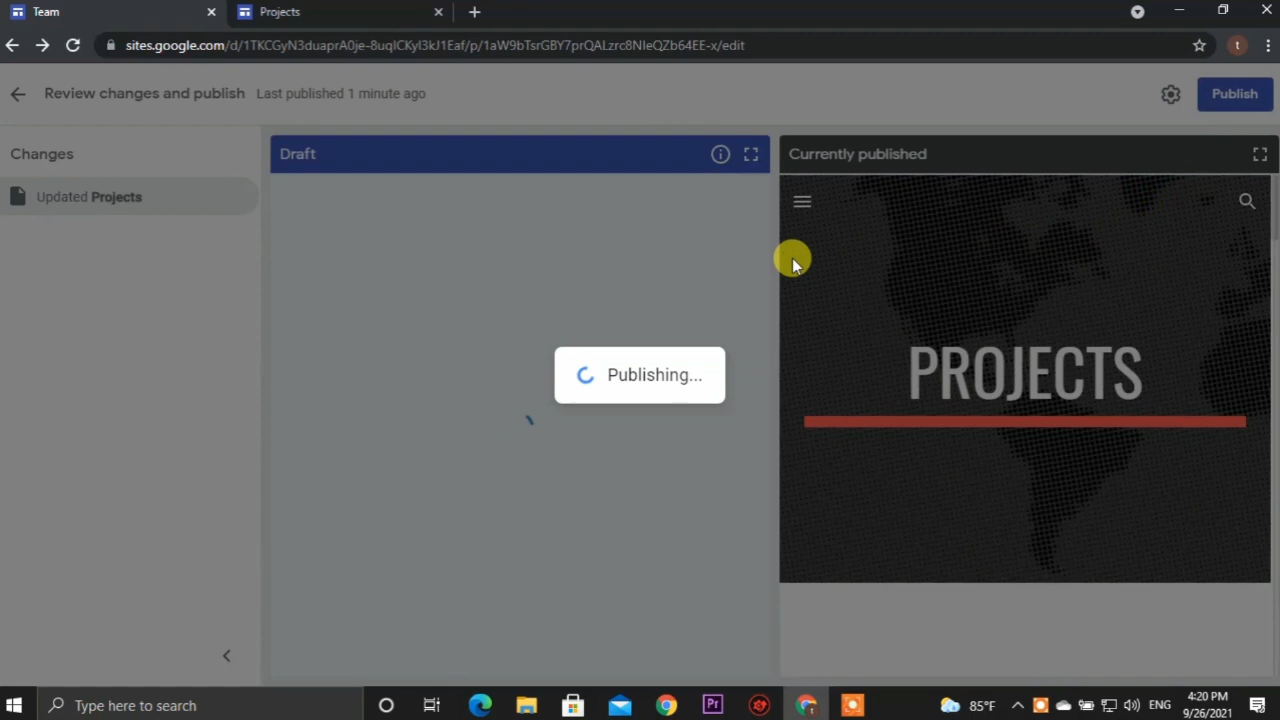 Team
Projects
sites.google.com/d/1TKCGyN3duaprA0je-8uqlCKyl3kJ1Eaf/p/1aW9bTsrGBY7prQALzrc8NleQZb64EE-x/edit
t
Review changes and publish Last published 1 minute ago
Publish
Changes
Draft
Currently published
Updated Projects
PROJECTS
Publishing...
Type here to search
Pr
85°F
ENG
4:20 PM
9/26/2021